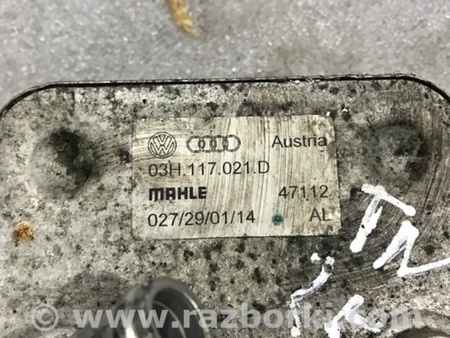 Austria
03H.117.021.D
MAHLE 47112
027/29/01/14 AL
www.razborki.com